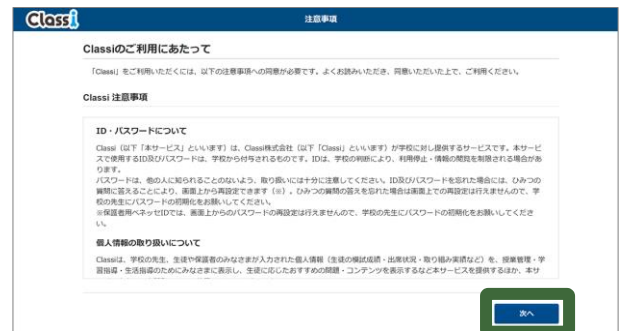 Classi
注意事項
Classiのご利用にあたって
「Classi」をご利用いただくには、以下の注意事項への同意が必要です。よくお読みいただき、同意いただいた上で、ご利用ください。
Classi 注意事項
ID・パスワードについて
Classi（以下「本サービス」といいます）は、Classi株式会社（以下「Classi」といいます）が学校に対し提供するサービスです。本サービ
スで使用するID及びパスワードは、学校から付与されるものです。IDは、学校の判断により、利用停止・情報の閲覧を制限される場合があ
ります。
パスワードは、他の人に知られることのないよう、取り扱いには十分に注意してください。ID及びパスワードを忘れた場合には、ひみつの
質問に答えることにより、画面上から再設定できます（※）。ひみつの質問の答えを忘れた場合は画面上での再設定は行えませんので、学
校の先生にパスワードの初期化をお願いしてください。
※保護者用ベネッセIDでは、画面上からのパスワードの再設定は行えませんので、学校の先生にパスワードの初期化をお願いしてくださ
い。
個人情報の取り扱いについて
Classiは、学校の先生、生徒や保護者のみなさまが入力された個人情報（生徒の模試成績・出席状況・取り組み実績など）を、授業管理・学
習指導・生活指導のためにみなさまに表示し、生徒に応じたおすすめの問題・コンテンツを表示するなど本サービスを提供するほか、本サ
次へ